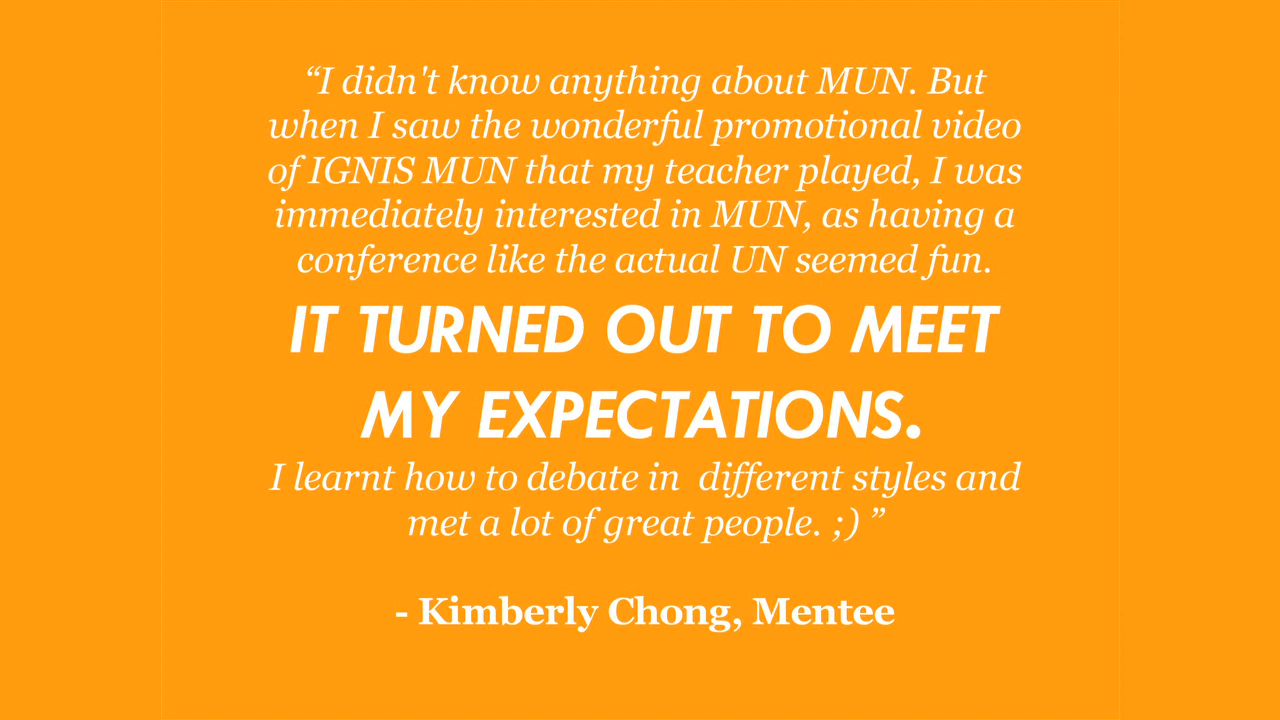 “I didn't know anything about MUN. But
when I saw the wonderful promotional video
of IGNIS MUN that my teacher played, I was
immediately interested in MUN, as having a
conference like the actual UN seemed fun.
IT TURNED OUT TO MEET
MY EXPECTATIONS.
I learnt how to debate in  different styles and
met a lot of great people. ;) ”
- Kimberly Chong, Mentee